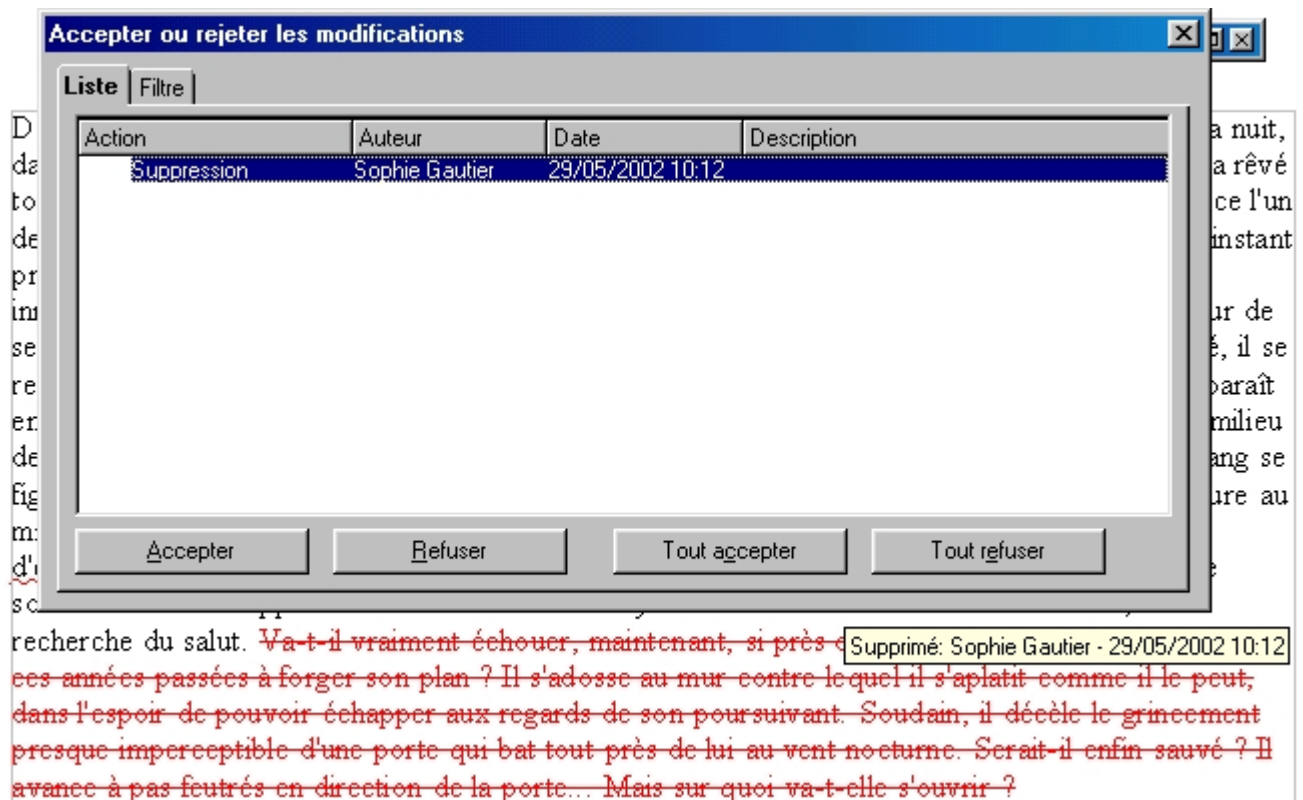 Accepter ou rejeter les modifications
Liste Filtre
Action Auteur Date Description
Suppression Sophie Gautier 29/05/2002 10:12
Accepter Refuser Tout accepter Tout refuser
a nuit,
a rêvé
ce l'un
instant
de
il se
milieu
se
au
recherche du salut. Va-t-il vraiment échouer, maintenant, si près
Supprimé: Sophie Gautier - 29/05/2002 10:12
ces années passées à forger son plan ? Il s'adosse au mur contre lequel il s'aplatit comme il le peut,
dans l'espoir de pouvoir échapper aux regards de son poursuivant. Soudain, il décèle le grincement
presque imperceptible d'une porte qui bat tout près de lui au vent nocturne. Serait-il enfin sauvé ? Il
avance à pas feutrés en direction de la porte... Mais sur quoi va-t-elle s'ouvrir ?